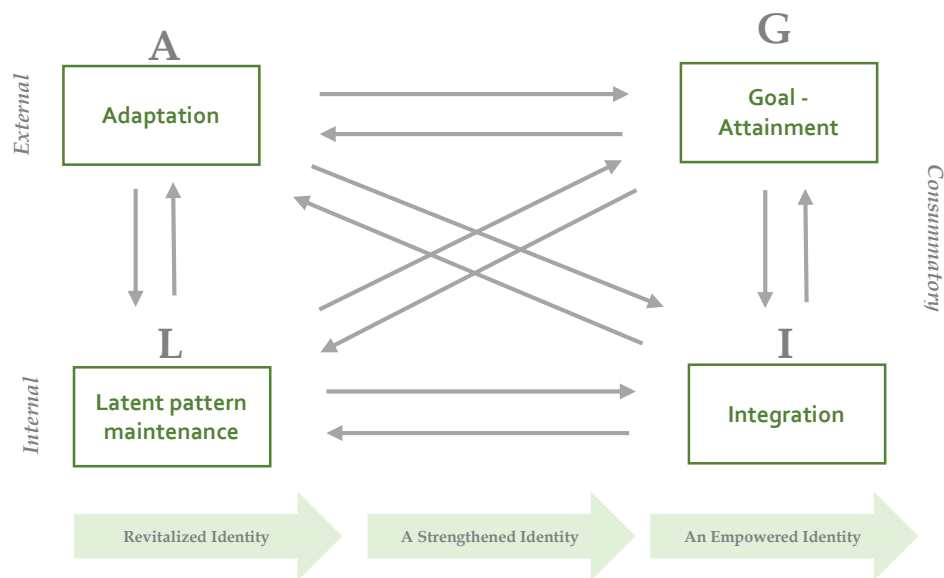 A
G
External
Adaptation
Goal -
Attainment
Consummatory
L
I
Internal
Latent pattern
maintenance
Integration
Revitalized Identity
A Strengthened Identity
An Empowered Identity